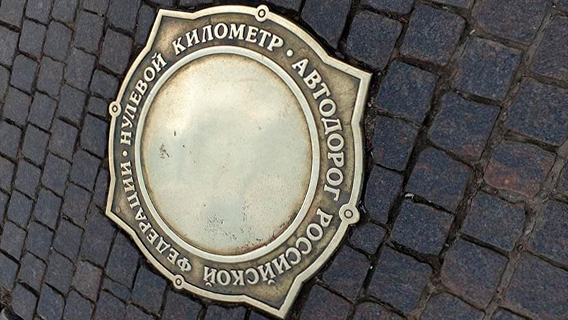 НУЛЕВОЙ КИЛОМЕТР • АВТОДОРОГ РОССИЙСКОЙ ФЕДЕРАЦИИ •